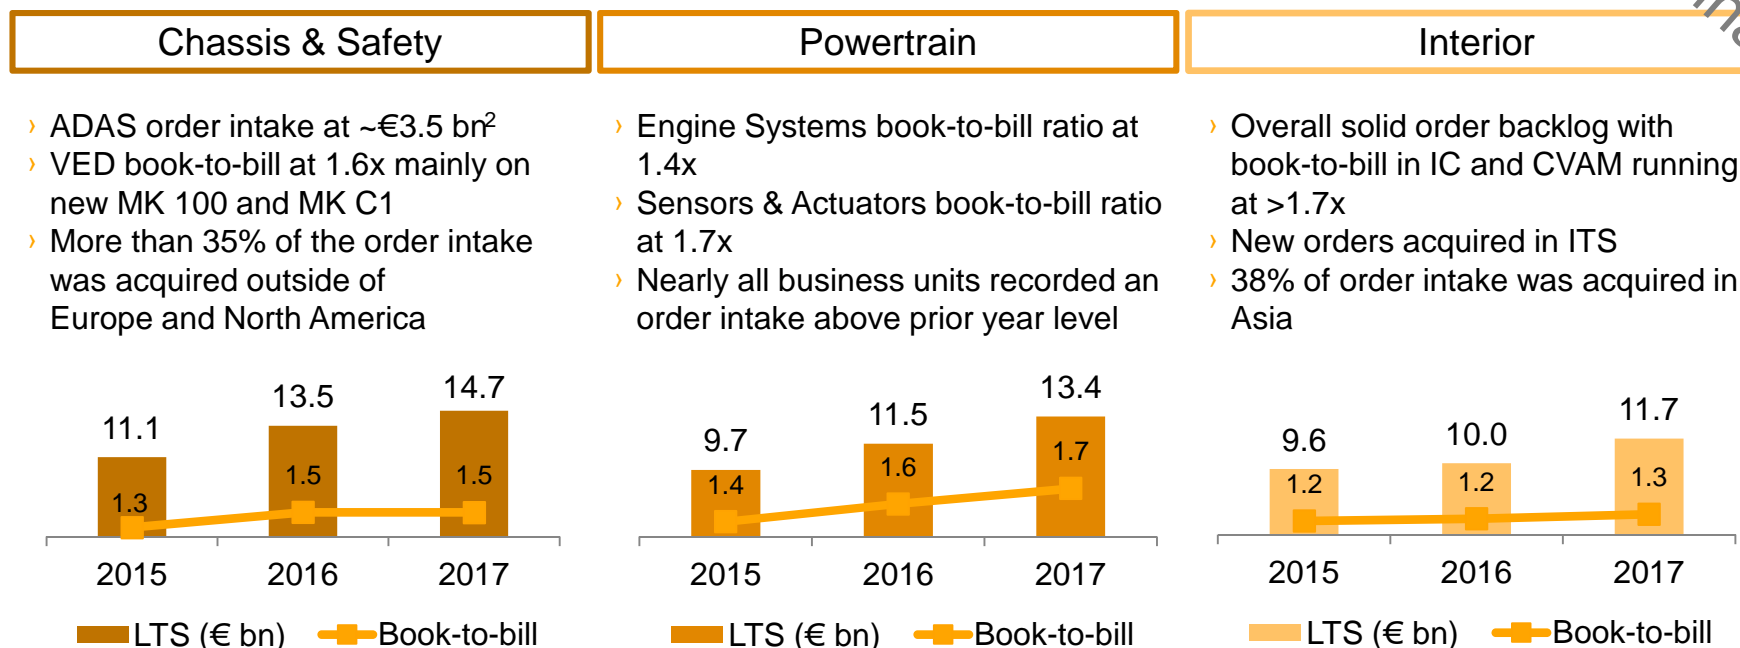 Chassis & Safety
› ADAS order intake at ~€3.5 bn²
› VED book-to-bill at 1.6x mainly on
new MK 100 and MK C1
› More than 35% of the order intake
was acquired outside of
Europe and North America
11.1
13.5
14.7
1.3
1.5
1.5
2015
2016
2017
LTS (€ bn)
Book-to-bill
Powertrain
› Engine Systems book-to-bill ratio at
1.4x
› Sensors & Actuators book-to-bill ratio
at 1.7x
› Nearly all business units recorded an
order intake above prior year level
9.7
11.5
13.4
1.4
1.6
1.7
2015
2016
2017
LTS (€ bn)
Book-to-bill
Interior
› Overall solid order backlog with
book-to-bill in IC and CVAM running
at >1.7x
› New orders acquired in ITS
› 38% of order intake was acquired in
Asia
9.6
10.0
11.7
1.2
1.2
1.3
2015
2016
2017
LTS (€ bn)
Book-to-bill